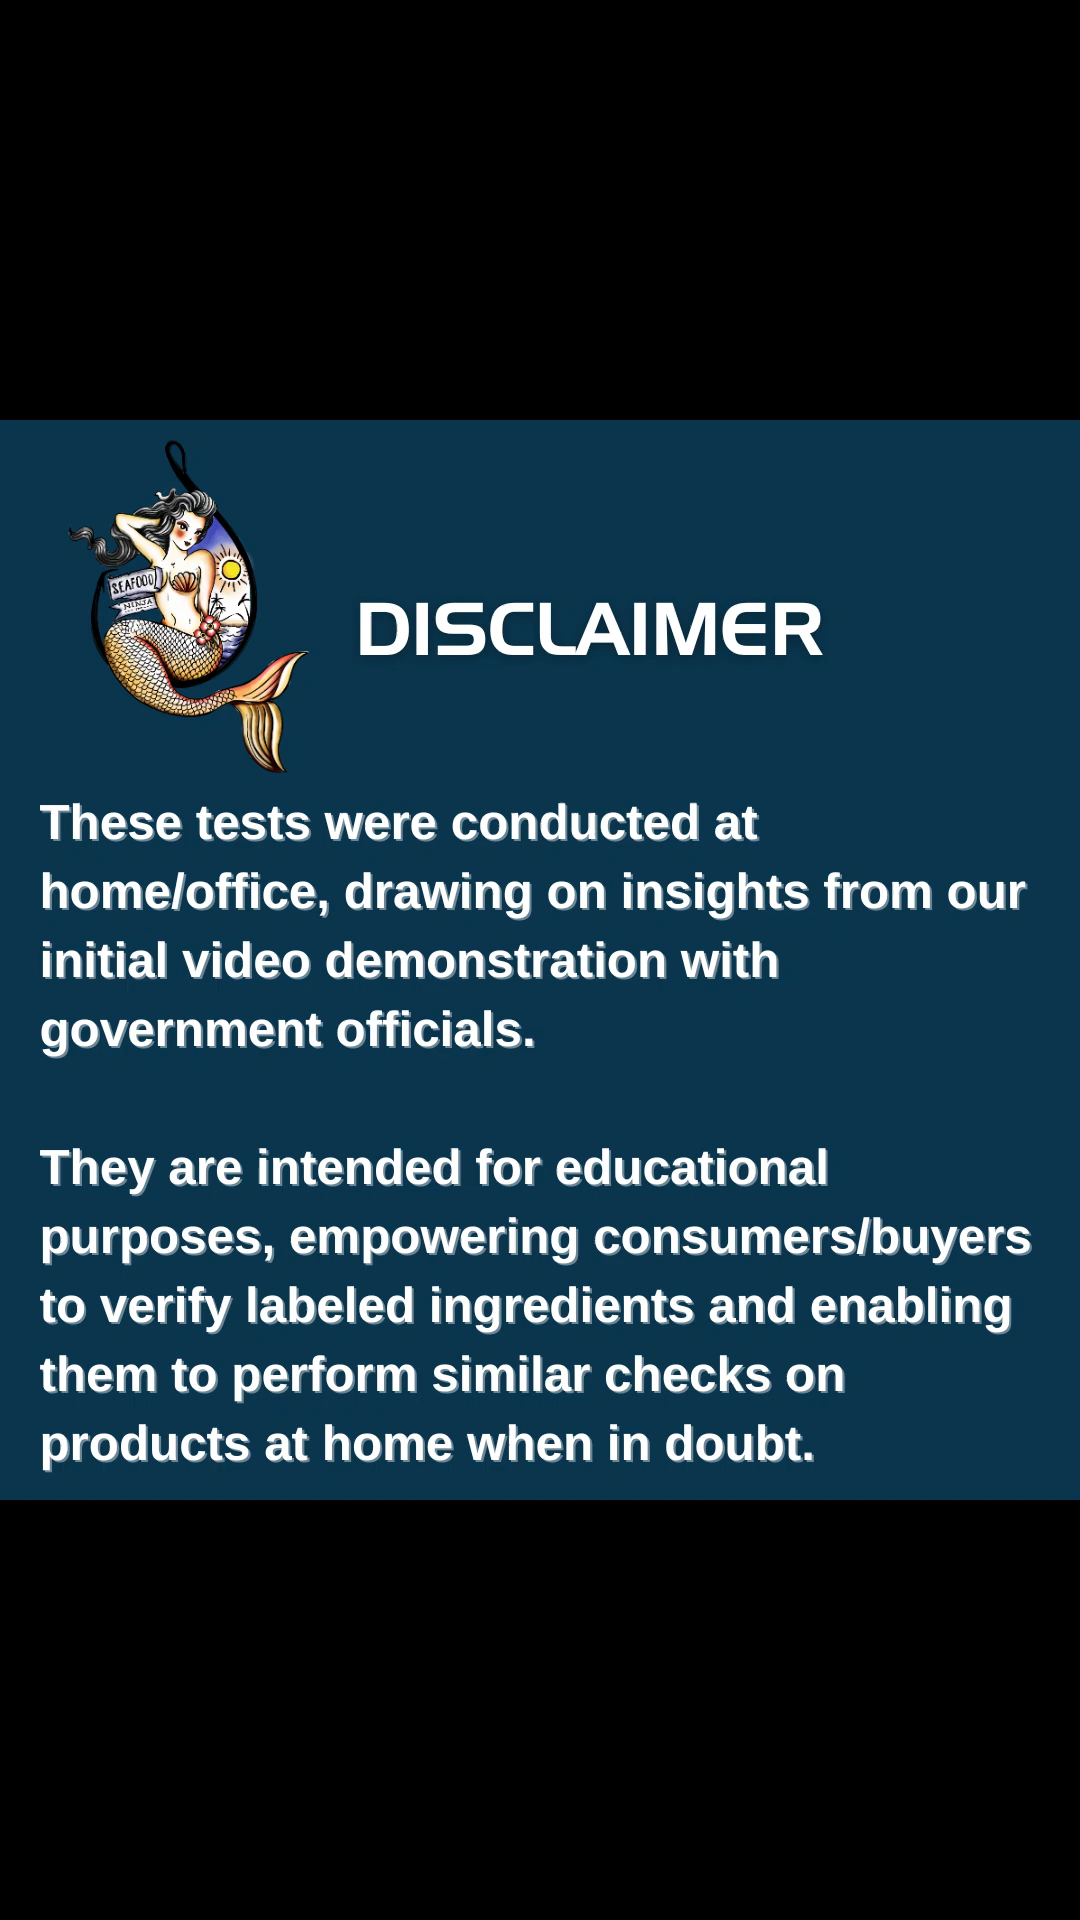 SEAFOOD
NINJA
DISCLAIMER
These tests were conducted at
home/office, drawing on insights from our
initial video demonstration with
government officials.
They are intended for educational
purposes, empowering consumers/buyers
to verify labeled ingredients and enabling
them to perform similar checks on
products at home when in doubt.